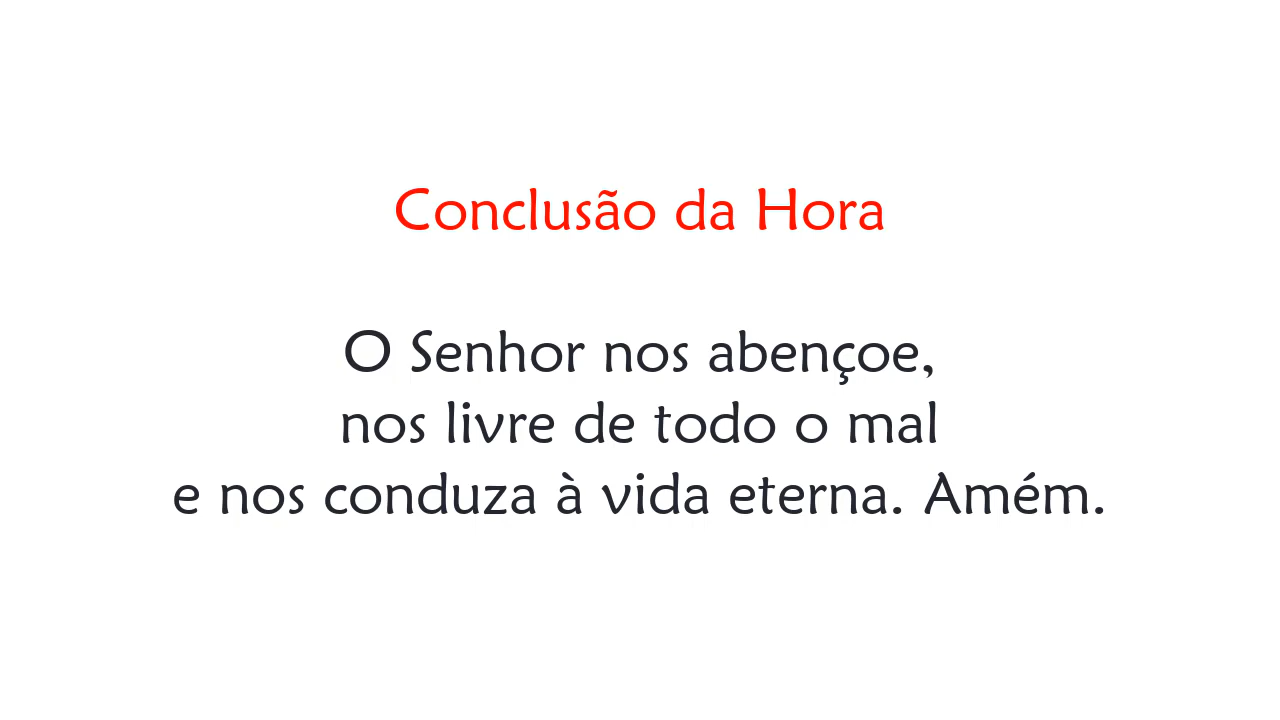 Conclusão da Hora
O Senhor nos abençoe,
nos livre de todo o mal
e nos conduza à vida eterna. Amém.